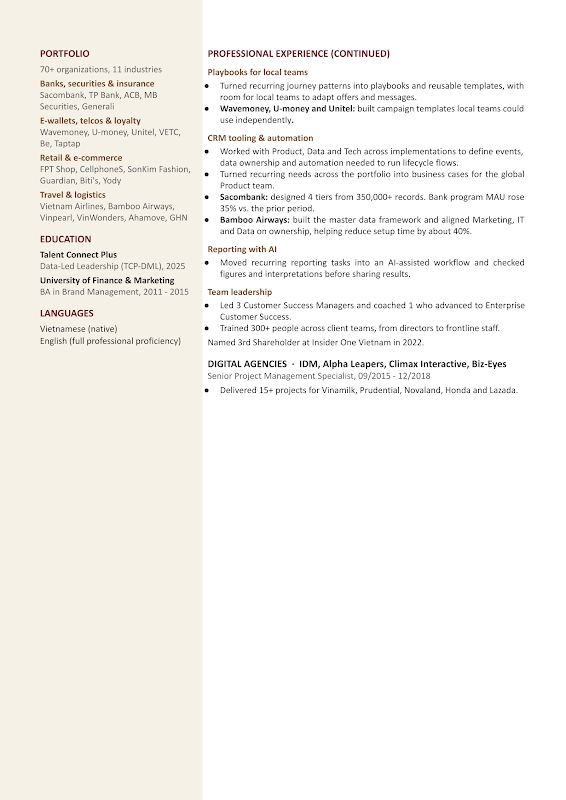 PORTFOLIO
70+ organizations, 11 industries
Banks, securities & insurance
Sacombank, TP Bank, ACB, MB
Securities, Generali
E-wallets, telcos & loyalty
Wavemoney, U-money, Unitel, VETC,
Be, Taptap
Retail & e-commerce
FPT Shop, CellphoneS, SonKim Fashion,
Guardian, Biti's, Yody
Travel & logistics
Vietnam Airlines, Bamboo Airways,
Vinpearl, VinWonders, Ahamove, GHN
EDUCATION
Talent Connect Plus
Data-Led Leadership (TCP-DML), 2025
University of Finance & Marketing
BA in Brand Management, 2011 - 2015
LANGUAGES
Vietnamese (native)
English (full professional proficiency)
PROFESSIONAL EXPERIENCE (CONTINUED)
Playbooks for local teams
● Turned recurring journey patterns into playbooks and reusable templates, with
room for local teams to adapt offers and messages.
● Wavemoney, U-money and Unitel: built campaign templates local teams could
use independently.
CRM tooling & automation
● Worked with Product, Data and Tech across implementations to define events,
data ownership and automation needed to run lifecycle flows.
● Turned recurring needs across the portfolio into business cases for the global
Product team.
● Sacombank: designed 4 tiers from 350,000+ records. Bank program MAU rose
35% vs. the prior period.
● Bamboo Airways: built the master data framework and aligned Marketing, IT
and Data on ownership, helping reduce setup time by about 40%.
Reporting with AI
● Moved recurring reporting tasks into an AI-assisted workflow and checked
figures and interpretations before sharing results.
Team leadership
● Led 3 Customer Success Managers and coached 1 who advanced to Enterprise
Customer Success.
● Trained 300+ people across client teams, from directors to frontline staff.
Named 3rd Shareholder at Insider One Vietnam in 2022.
DIGITAL AGENCIES · IDM, Alpha Leapers, Climax Interactive, Biz-Eyes
Senior Project Management Specialist, 09/2015 - 12/2018
● Delivered 15+ projects for Vinamilk, Prudential, Novaland, Honda and Lazada.